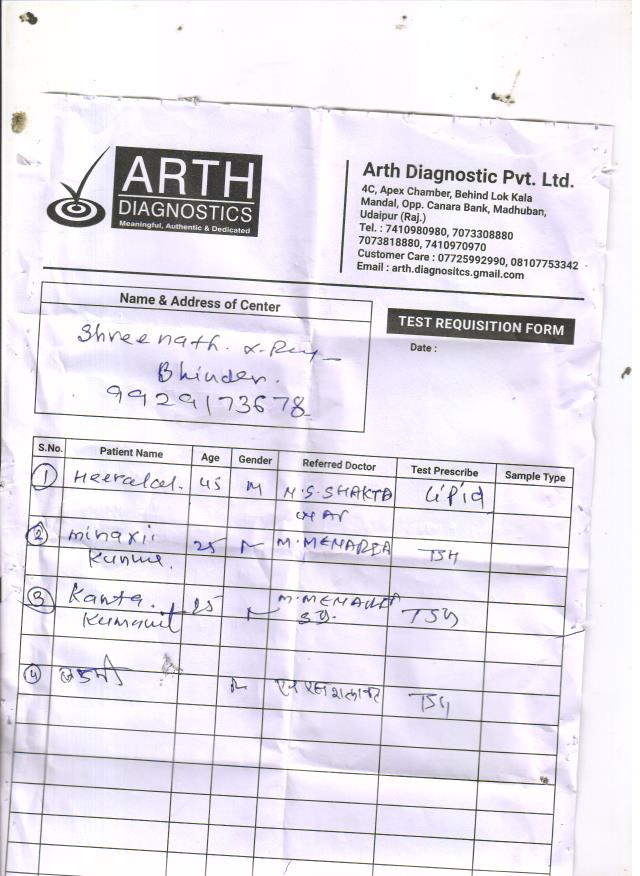 ARTH
DIAGNOSTICS
Meaningful, Authentic & Dedicated
Arth Diagnostic Pvt. Ltd.
4C, Apex Chamber, Behind Lok Kala
Mandal, Opp. Canara Bank, Madhuban,
Udaipur (Raj.)
Tel. : 7410980980, 7073308880
7073818880, 7410970970
Customer Care : 07725992990, 08107753342
Email : arth.diagnositcs.gmail.com
Name & Address of Center
Shreenath. X-Ray
Bhinder.
9929173678
TEST REQUISITION FORM
Date :
S.No. Patient Name Age Gender Referred Doctor Test Prescribe Sample Type
1 Heeralal. 45 M M.S. SHAKTA Lipid
2 minaxi 25 M. MENAREA TSH
3 Kanta 25 TSH
4 लक्ष्मी TSH